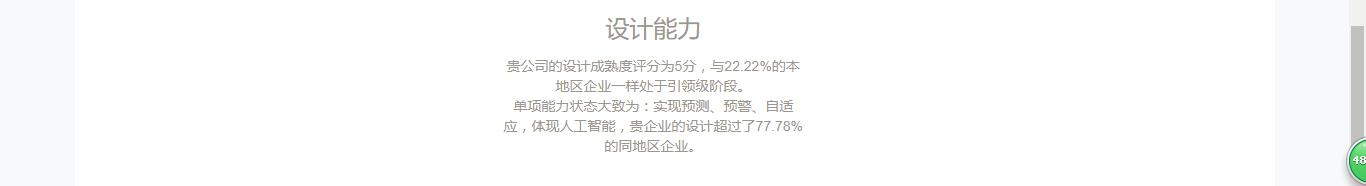 设计能力
贵公司的设计成熟度评分为5分，与22.22%的本
地区企业一样处于引领级阶段。
单项能力状态大致为：实现预测、预警、自适
应，体现人工智能，贵企业的设计超过了77.78%
的同地区企业。
48